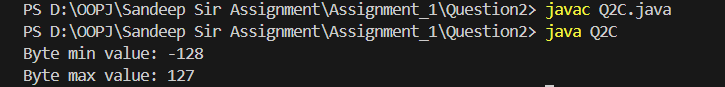 PS D:\OOPJ\Sandeep Sir Assignment\Assignment_1\Question2> javac Q2C.java
PS D:\OOPJ\Sandeep Sir Assignment\Assignment_1\Question2> java Q2C
Byte min value: -128
Byte max value: 127